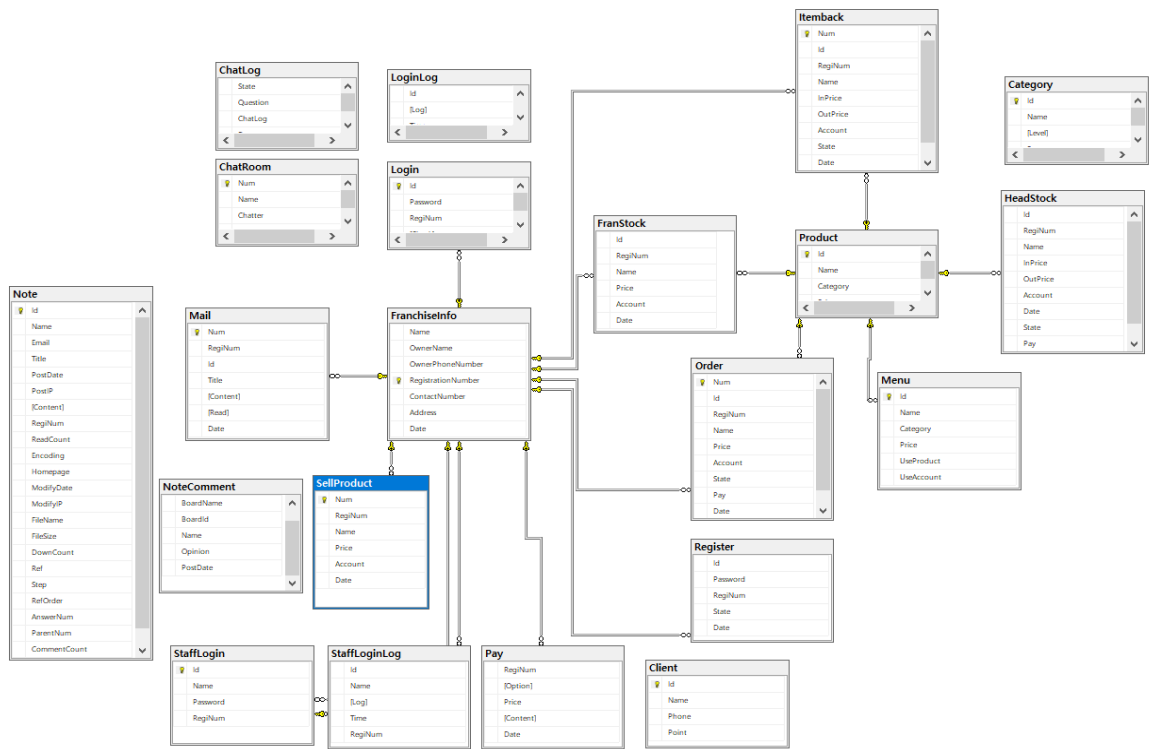 Itemback
Num
Id
RegiNum
Name
InPrice
OutPrice
Account
State
Date
ChatLog
State
Question
ChatLog
LoginLog
Id
[Log]
Category
Id
Name
[Level]
ChatRoom
Num
Name
Chatter
Login
Id
Password
RegiNum
HeadStock
Id
RegiNum
Name
InPrice
OutPrice
Account
Date
State
Pay
FranStock
Id
RegiNum
Name
Price
Account
Date
Product
Id
Name
Category
Note
Id
Name
Email
Title
PostDate
PostIP
[Content]
RegiNum
ReadCount
Encoding
Homepage
ModifyDate
ModifyIP
FileName
FileSize
DownCount
Ref
Step
RefOrder
AnswerNum
ParentNum
CommentCount
Mail
Num
RegiNum
Id
Title
[Content]
[Read]
Date
FranchiseInfo
Name
OwnerName
OwnerPhoneNumber
RegistrationNumber
ContactNumber
Address
Date
Order
Num
Id
RegiNum
Name
Price
Account
State
Pay
Date
Menu
Id
Name
Category
Price
UseProduct
UseAccount
NoteComment
BoardName
BoardId
Name
Opinion
PostDate
SellProduct
Num
RegiNum
Name
Price
Account
Date
Register
Id
Password
RegiNum
State
Date
StaffLogin
Id
Name
Password
RegiNum
StaffLoginLog
Id
Name
[Log]
Time
RegiNum
Pay
RegiNum
[Option]
Price
[Content]
Date
Client
Id
Name
Phone
Point